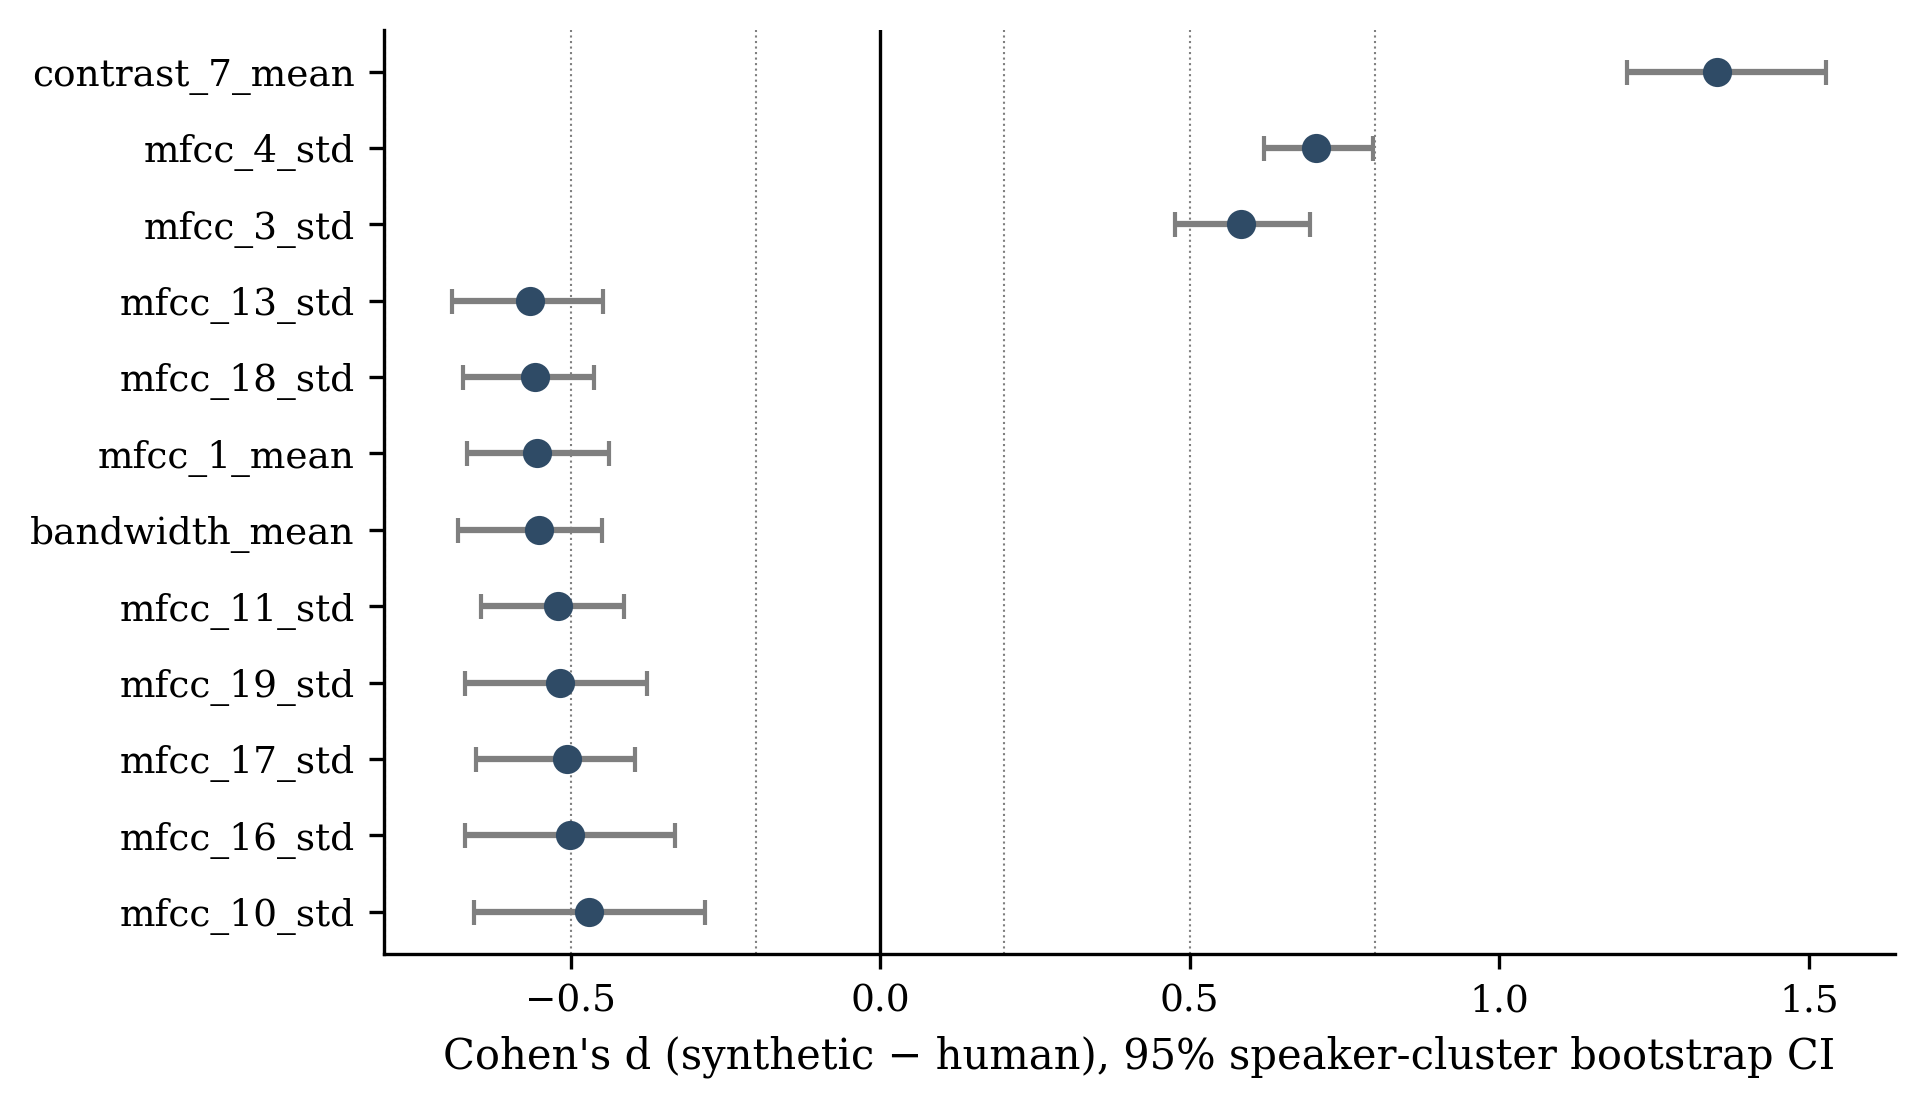 contrast_7_mean
mfcc_4_std
mfcc_3_std
mfcc_13_std
mfcc_18_std
mfcc_1_mean
bandwidth_mean
mfcc_11_std
mfcc_19_std
mfcc_17_std
mfcc_16_std
mfcc_10_std
−0.5 0.0 0.5 1.0 1.5
Cohen's d (synthetic − human), 95% speaker-cluster bootstrap CI